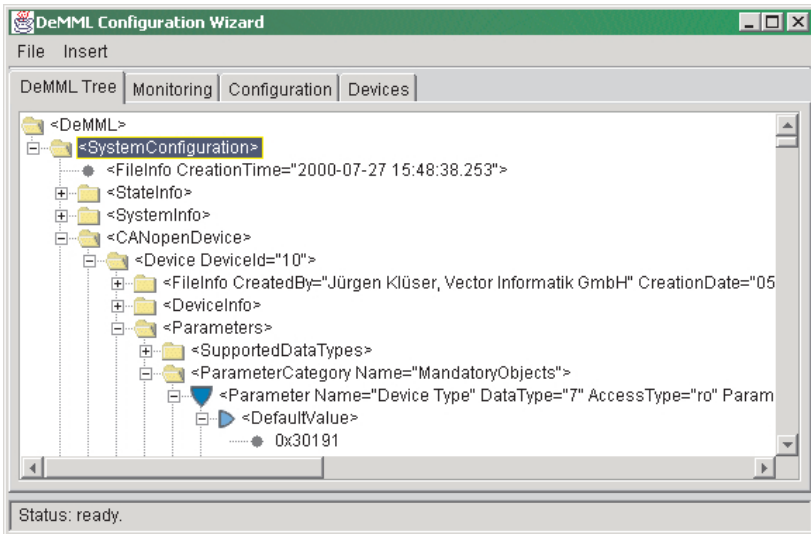 DeMML Configuration Wizard
File Insert
DeMML Tree Monitoring Configuration Devices
<DeMML>
<SystemConfiguration>
<FileInfo CreationTime="2000-07-27 15:48:38.253">
<StateInfo>
<SystemInfo>
<CANopenDevice>
<Device DeviceId="10">
<FileInfo CreatedBy="Jürgen Klüser, Vector Informatik GmbH" CreationDate="05
<DeviceInfo>
<Parameters>
<SupportedDataTypes>
<ParameterCategory Name="MandatoryObjects">
<Parameter Name="Device Type" DataType="7" AccessType="ro" Param
<DefaultValue>
0x30191
Status: ready.